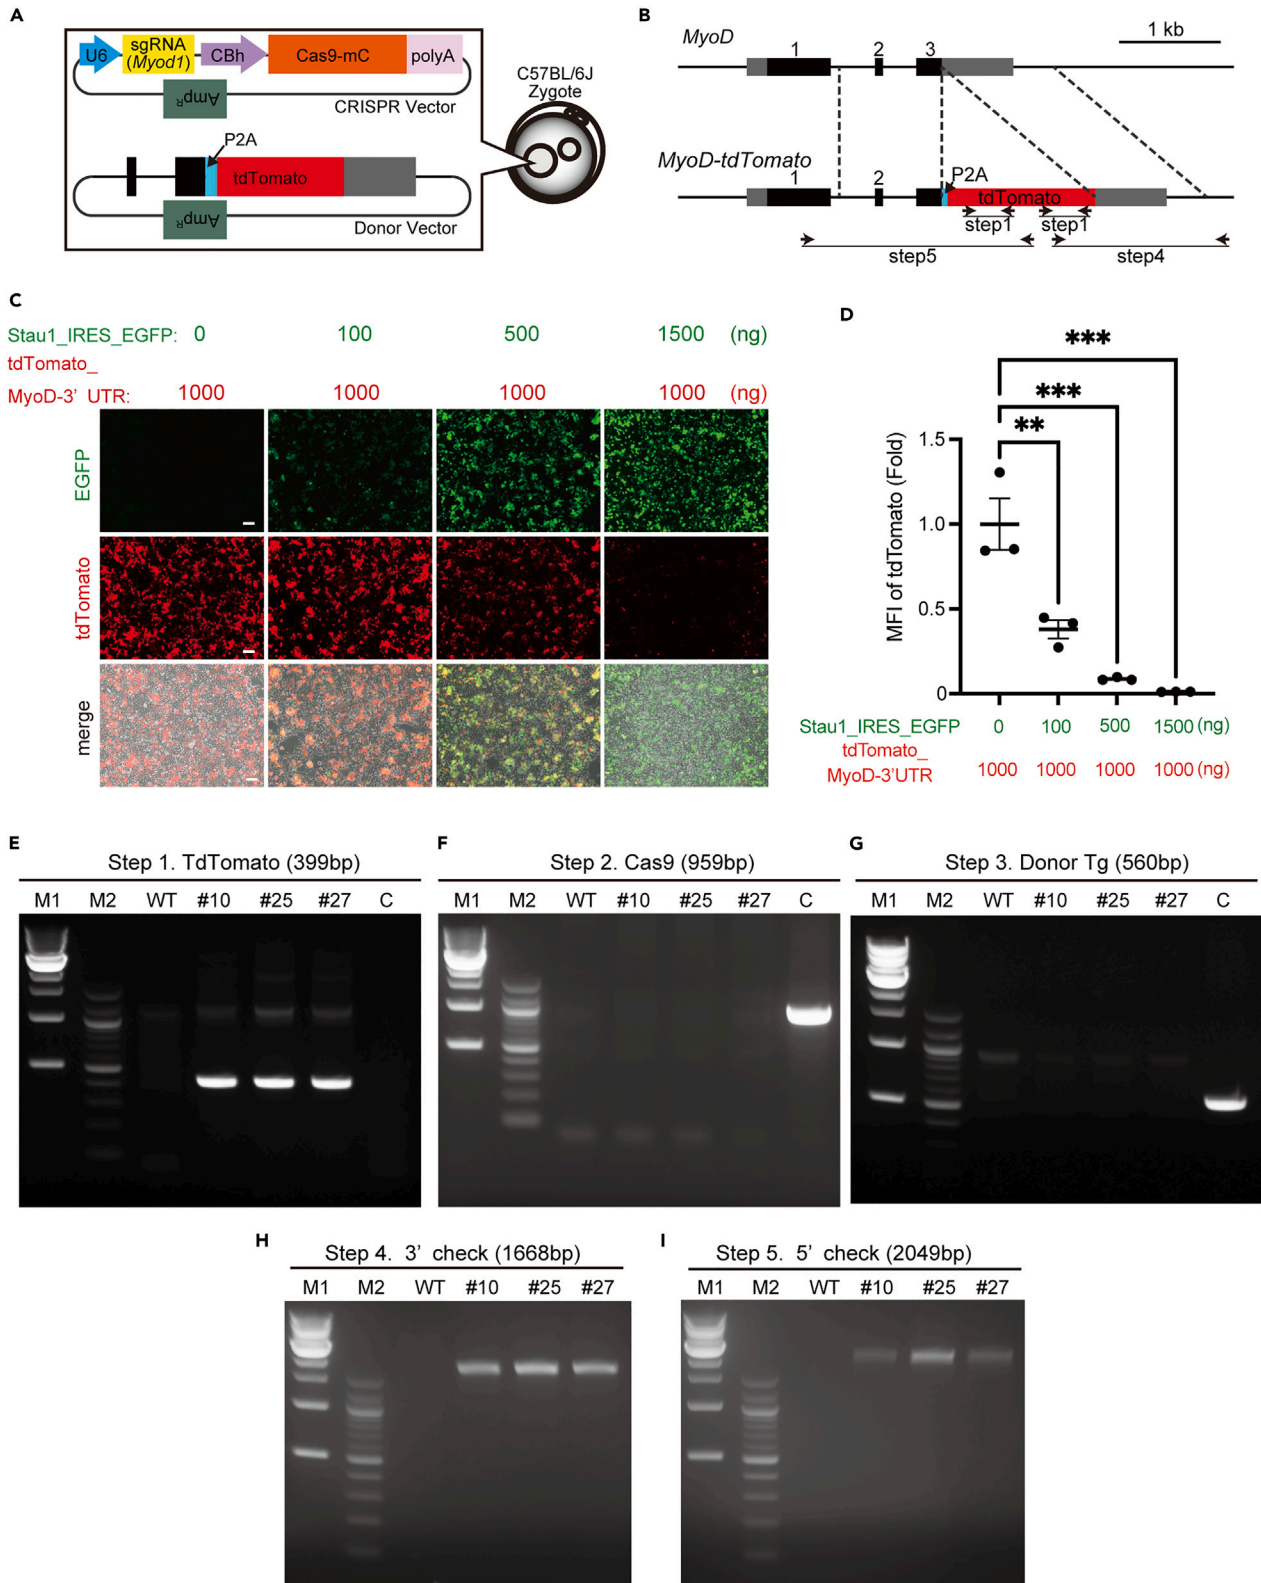 A
U6
sgRNA
(Myod1)
CBh
Cas9-mC
polyA
AmpR
CRISPR Vector
P2A
tdTomato
AmpR
Donor Vector
C57BL/6J
Zygote
B
MyoD
1
2
3
1 kb
MyoD-tdTomato
1
2
P2A
tdTomato
step1
step1
step5
step4
C
Stau1_IRES_EGFP: 0 100 500 1500 (ng)
tdTomato_
MyoD-3' UTR: 1000 1000 1000 1000 (ng)
EGFP
tdTomato
merge
D
***
***
**
MFI of tdTomato (Fold)
1.5
1.0
0.5
0
Stau1_IRES_EGFP 0 100 500 1500 (ng)
tdTomato_
MyoD-3'UTR 1000 1000 1000 1000 (ng)
E
Step 1. TdTomato (399bp)
M1 M2 WT #10 #25 #27 C
F
Step 2. Cas9 (959bp)
M1 M2 WT #10 #25 #27 C
G
Step 3. Donor Tg (560bp)
M1 M2 WT #10 #25 #27 C
H
Step 4. 3' check (1668bp)
M1 M2 WT #10 #25 #27
I
Step 5. 5' check (2049bp)
M1 M2 WT #10 #25 #27